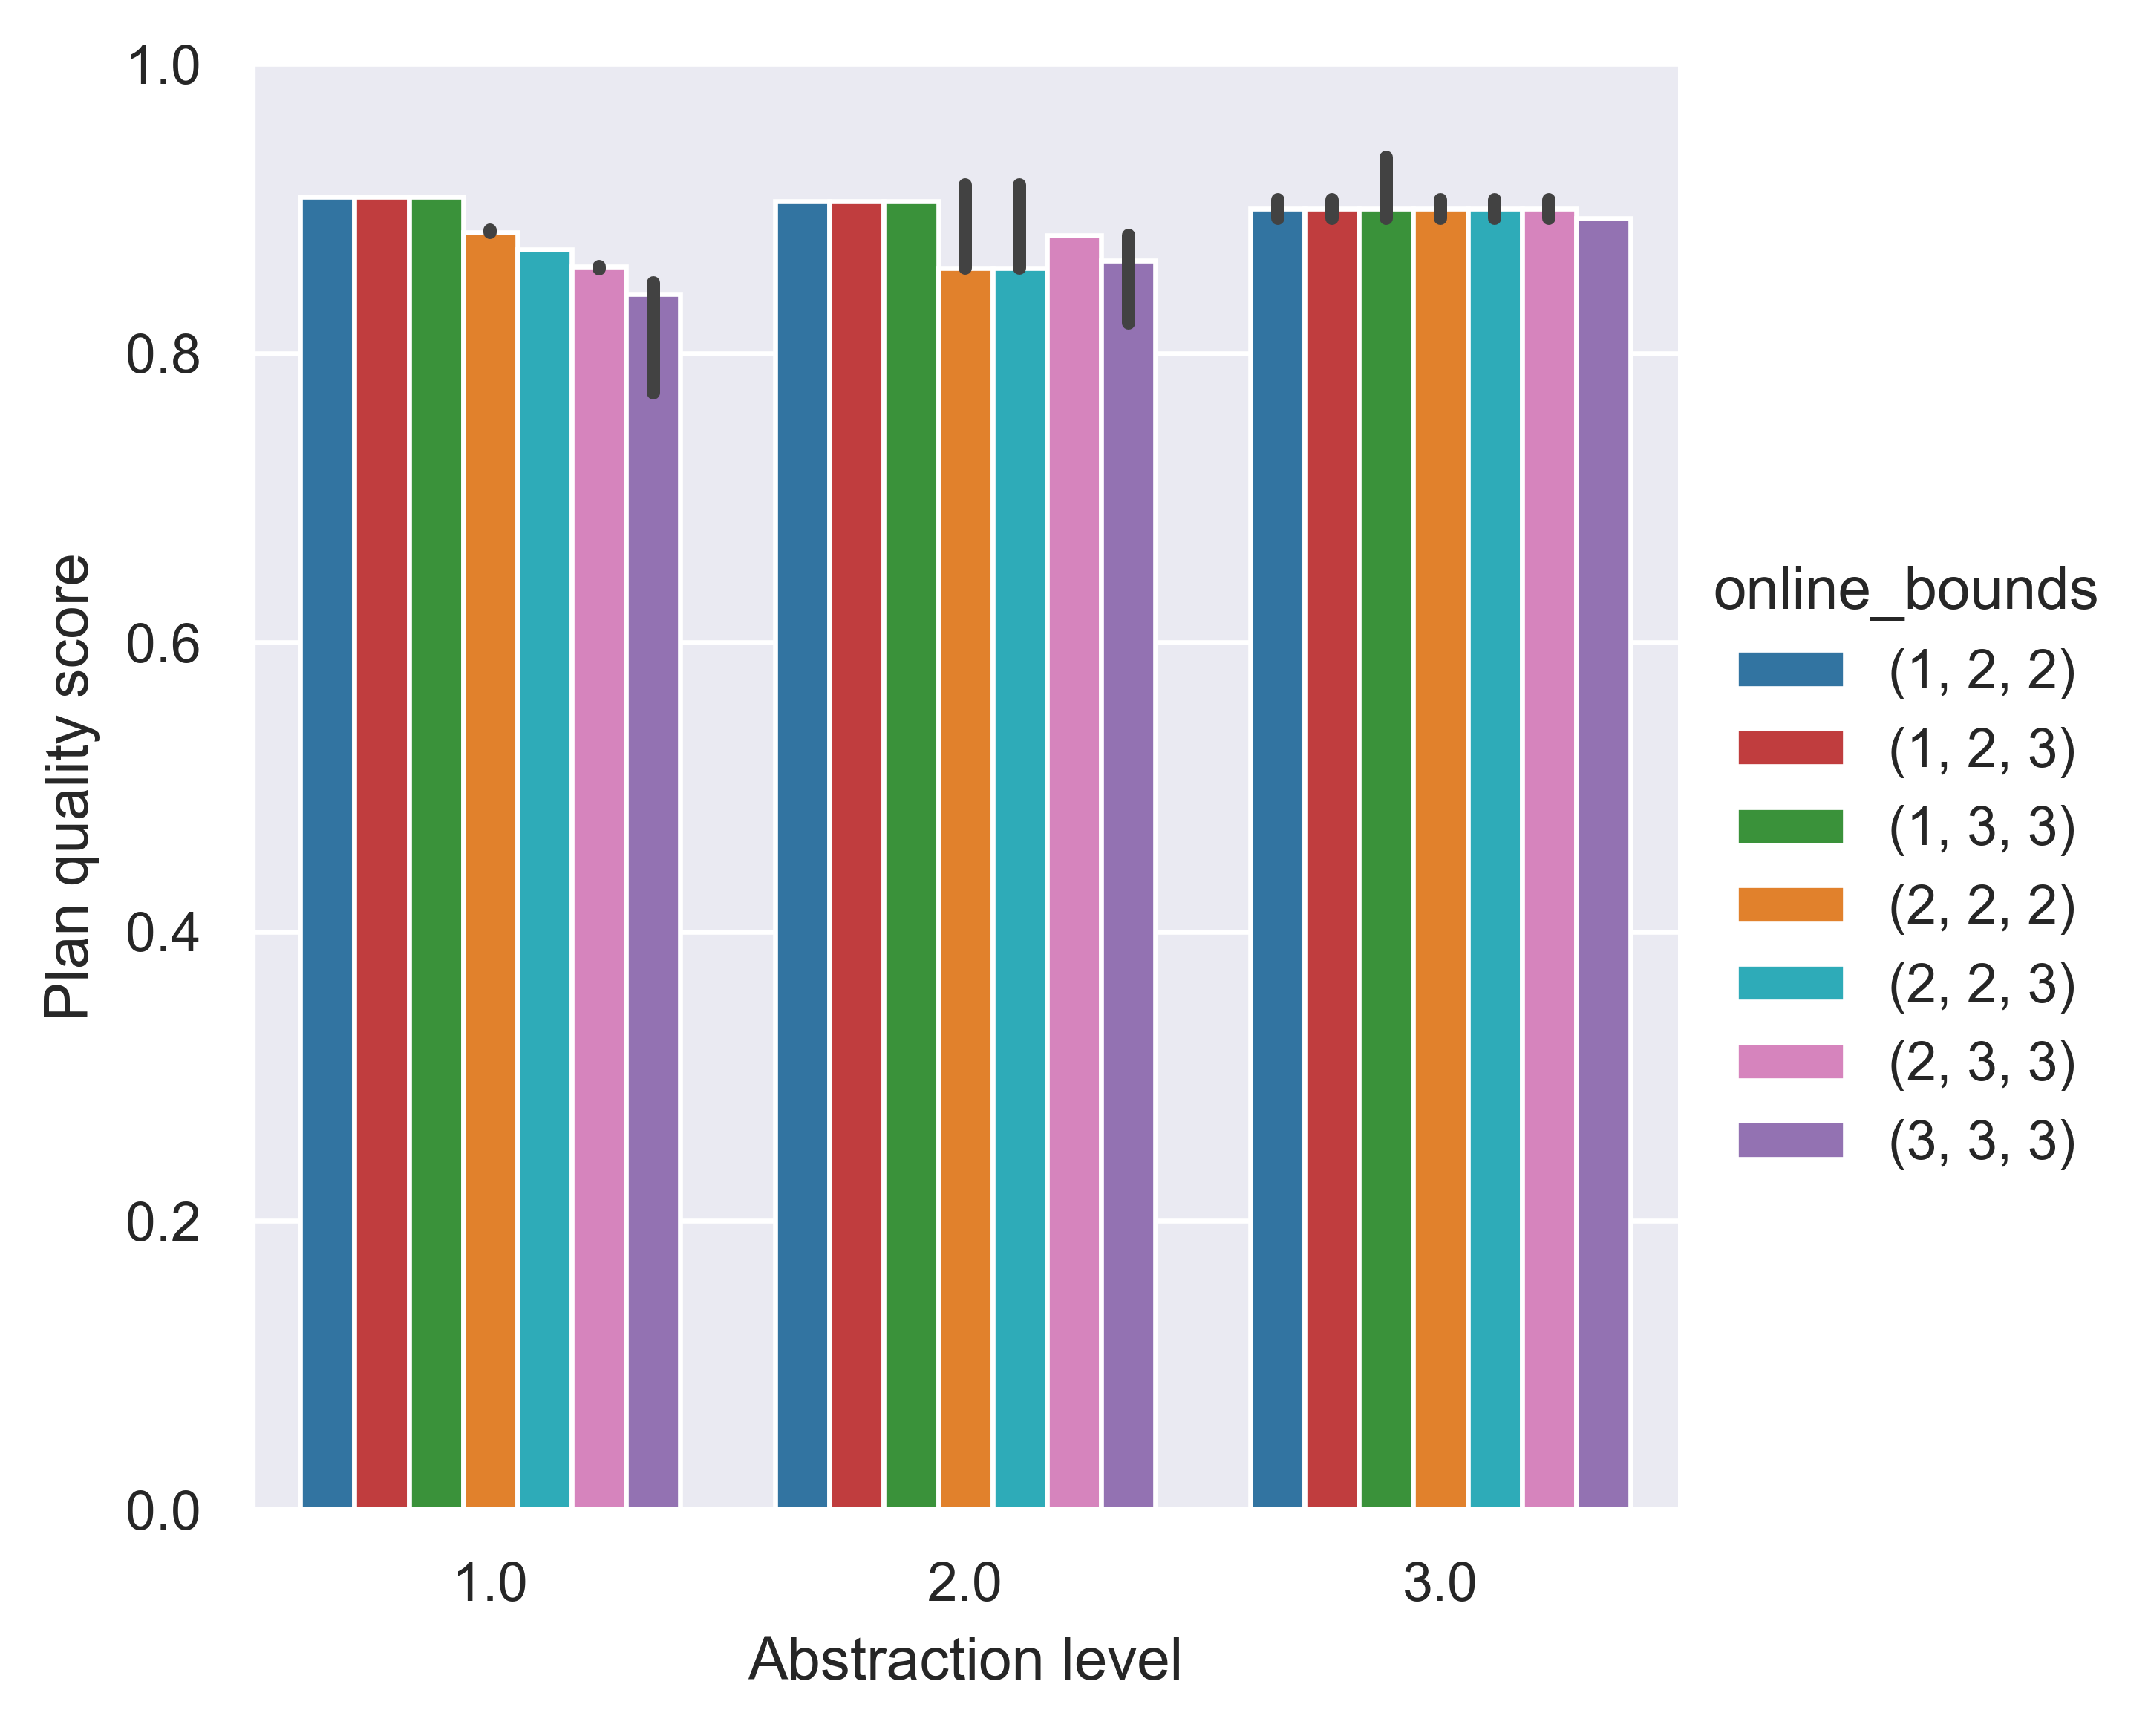 1.0
0.8
0.6
0.4
0.2
0.0
Plan quality score
1.0 2.0 3.0
Abstraction level
online_bounds
(1, 2, 2)
(1, 2, 3)
(1, 3, 3)
(2, 2, 2)
(2, 2, 3)
(2, 3, 3)
(3, 3, 3)